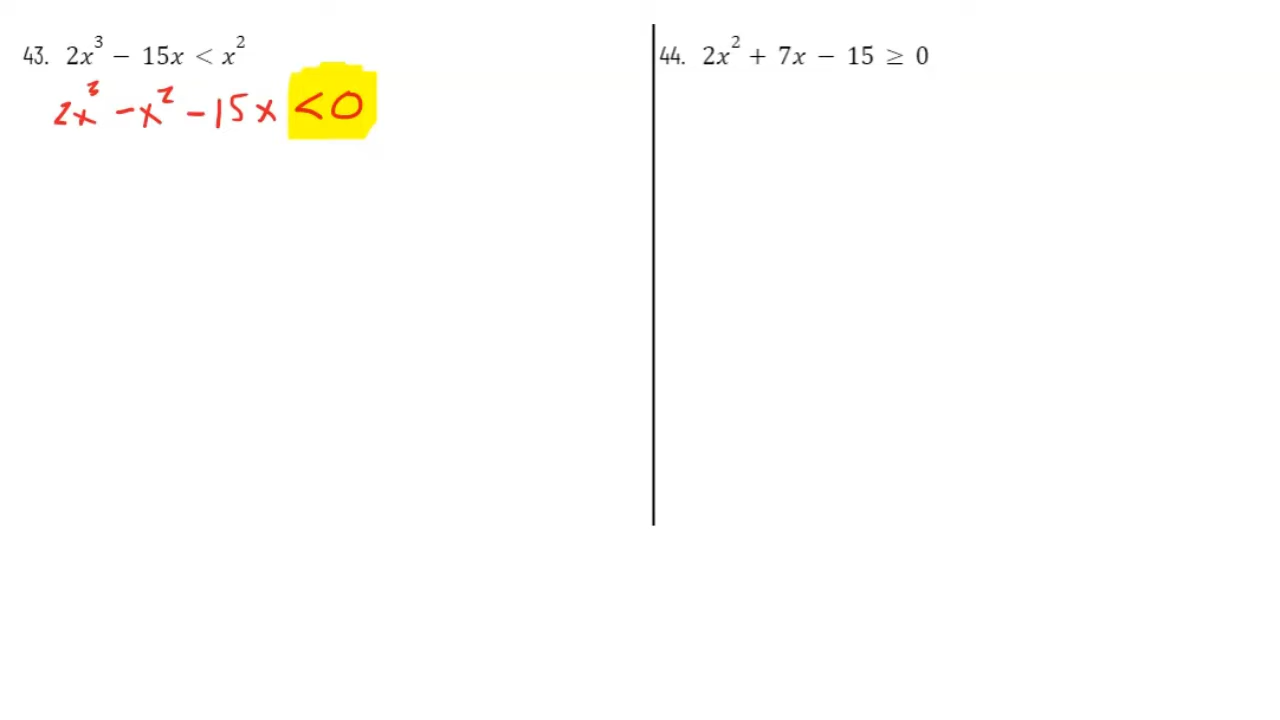 43. 2x³ − 15x < x²
2x³ − x² − 15x < 0
44. 2x² + 7x − 15 ≥ 0